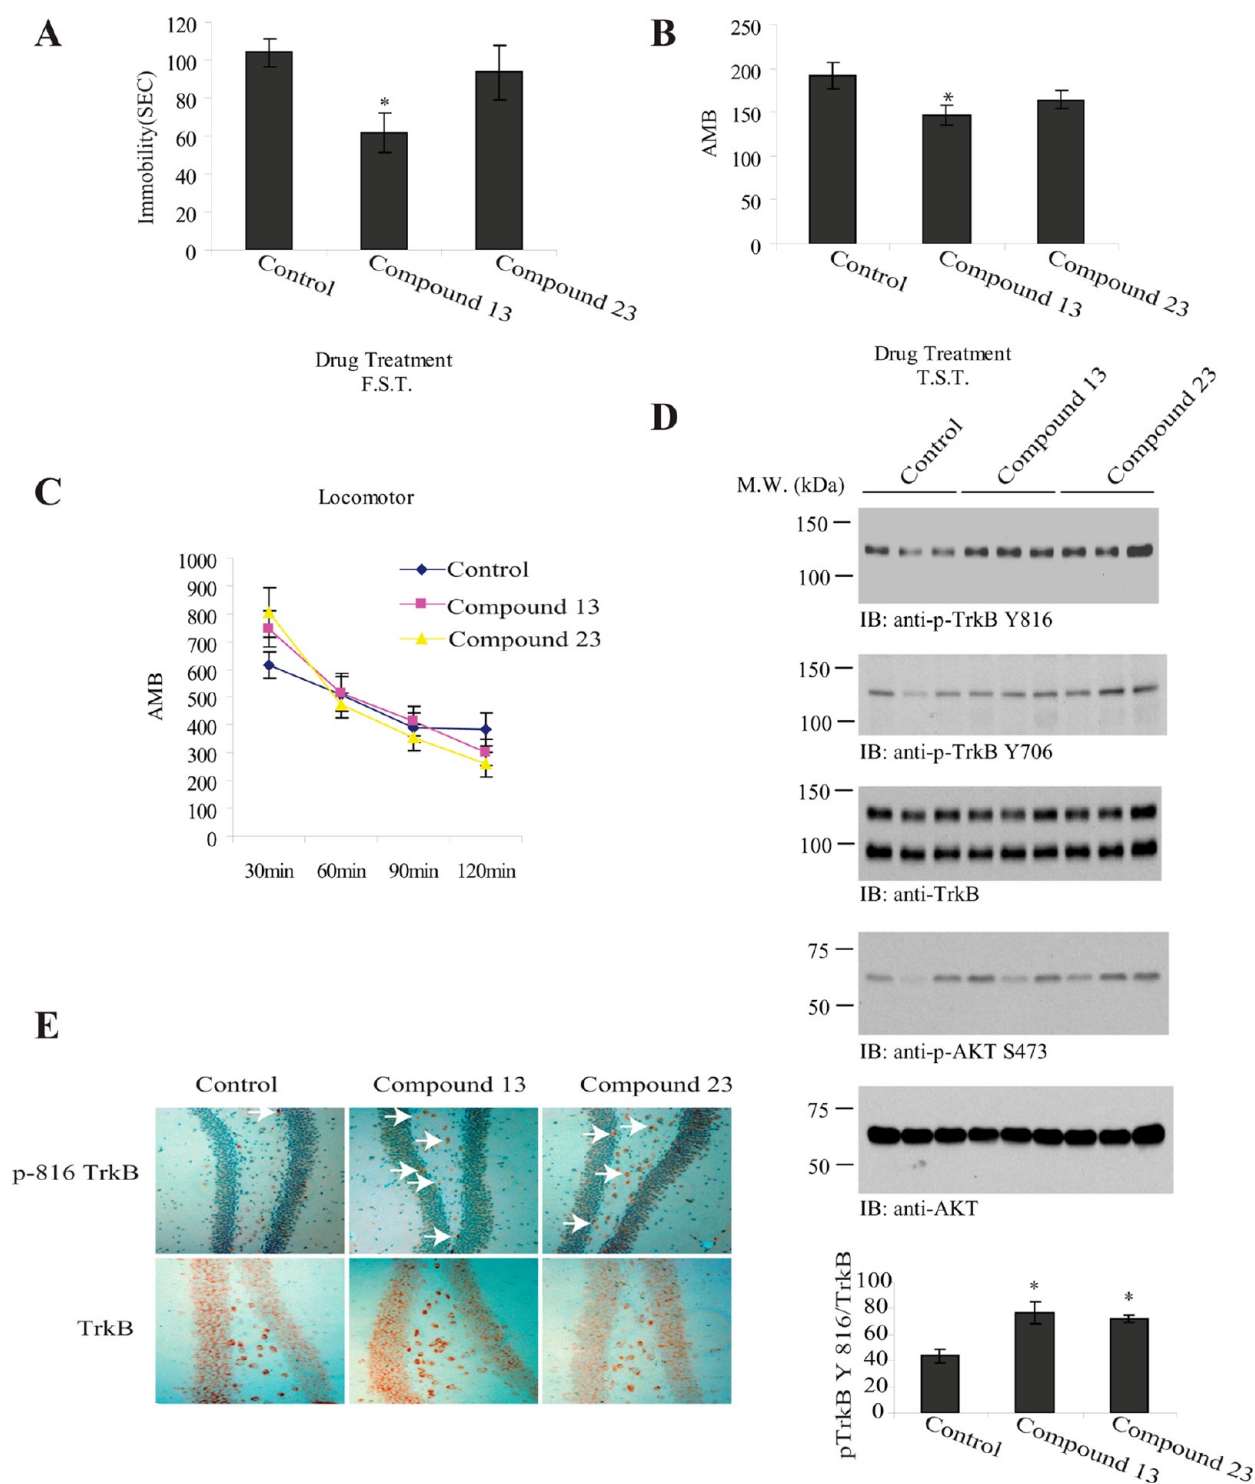 A
120
100
80
60
40
20
0
Immobility(SEC)
*
Control
Compound 13
Compound 23
Drug Treatment
F.S.T.
B
250
200
150
100
50
0
AMB
*
Control
Compound 13
Compound 23
Drug Treatment
T.S.T.
C
Locomotor
1000
900
800
700
600
500
400
300
200
100
0
AMB
Control
Compound 13
Compound 23
30min 60min 90min 120min
D
Control
Compound 13
Compound 23
M.W. (kDa)
150
100
IB: anti-p-TrkB Y816
150
100
IB: anti-p-TrkB Y706
150
100
IB: anti-TrkB
75
50
IB: anti-p-AKT S473
75
50
IB: anti-AKT
pTrkB Y 816/TrkB
100
80
60
40
20
0
*
*
Control
Compound 13
Compound 23
E
Control Compound 13 Compound 23
p-816 TrkB
TrkB